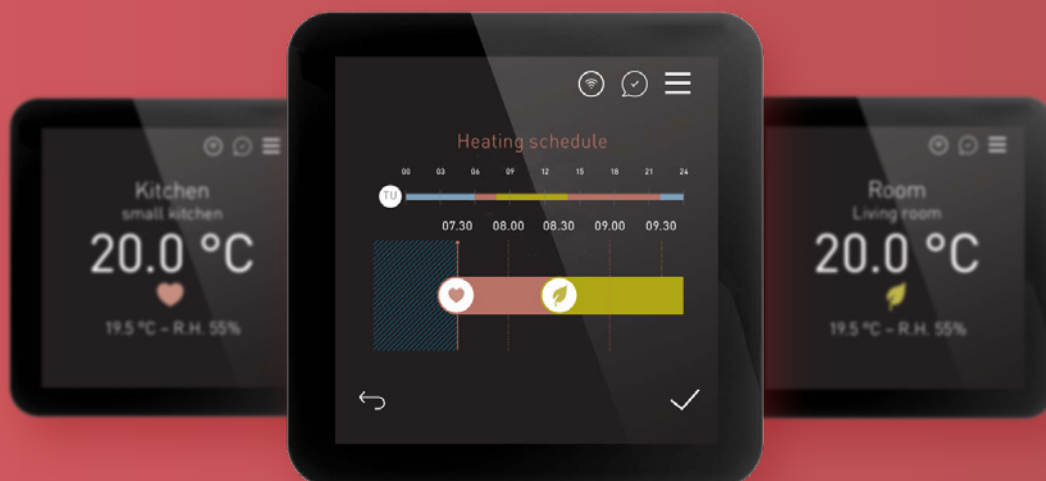 Kitchen
small kitchen
20.0 °C
19.5 °C – R.H. 55%
Heating schedule
00 03 06 09 12 15 18 21 24
TU
07.30 08.00 08.30 09.00 09.30
Room
Living room
20.0 °C
19.5 °C – R.H. 55%